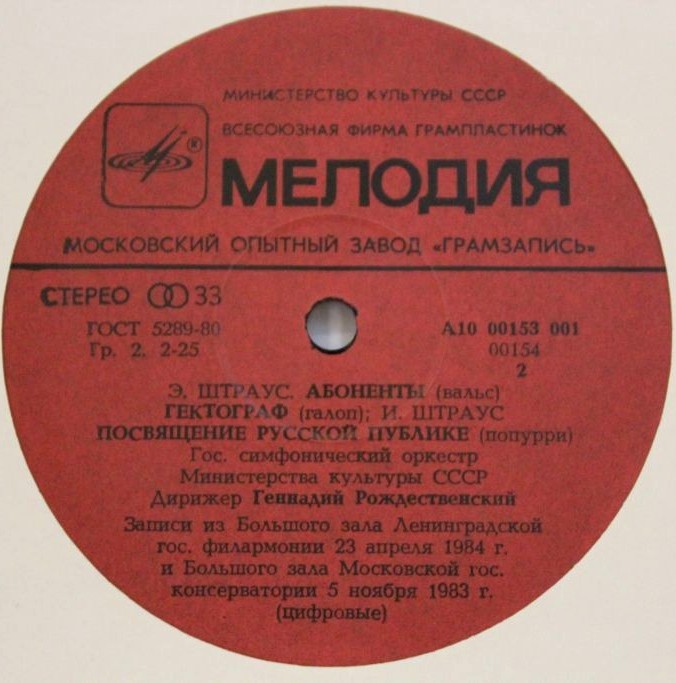 МИНИСТЕРСТВО КУЛЬТУРЫ СССР
ВСЕСОЮЗНАЯ ФИРМА ГРАМПЛАСТИНОК
®
МЕЛОДИЯ
МОСКОВСКИЙ ОПЫТНЫЙ ЗАВОД «ГРАМЗАПИСЬ»
СТЕРЕО 33
ГОСТ 5289-80
Гр. 2. 2-25
А10 00153 001
00154
2
Э. ШТРАУС. АБОНЕНТЫ (вальс)
ГЕКТОГРАФ (галоп); И. ШТРАУС
ПОСВЯЩЕНИЕ РУССКОЙ ПУБЛИКЕ (попурри)
Гос. симфонический оркестр
Министерства культуры СССР
Дирижер Геннадий Рождественский
Записи из Большого зала Ленинградской
гос. филармонии 23 апреля 1984 г.
и Большого зала Московской гос.
консерватории 5 ноября 1983 г.
(цифровые)